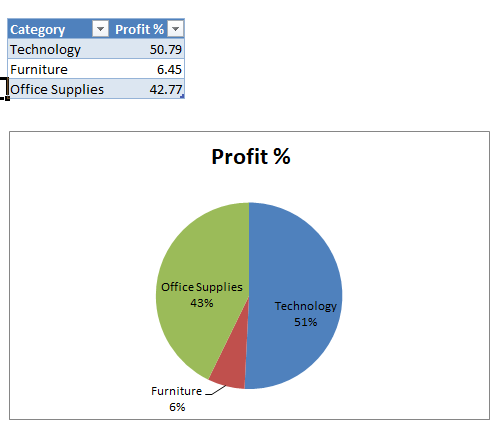 Category Profit %
Technology 50.79
Furniture 6.45
Office Supplies 42.77
Profit %
Office Supplies
43%
Technology
51%
Furniture
6%